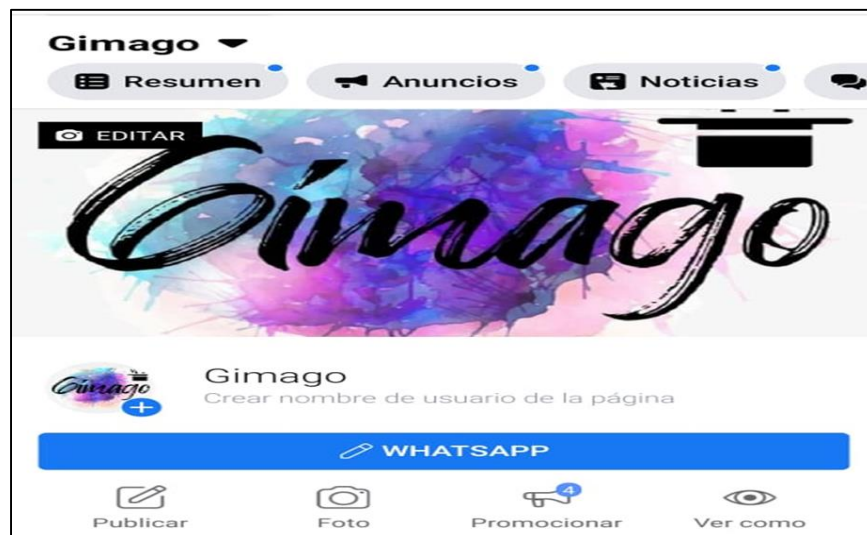 Gimago
Resumen Anuncios Noticias
EDITAR
Gimago
Gimago
Gimago
Crear nombre de usuario de la página
WHATSAPP
4
Publicar Foto Promocionar Ver como